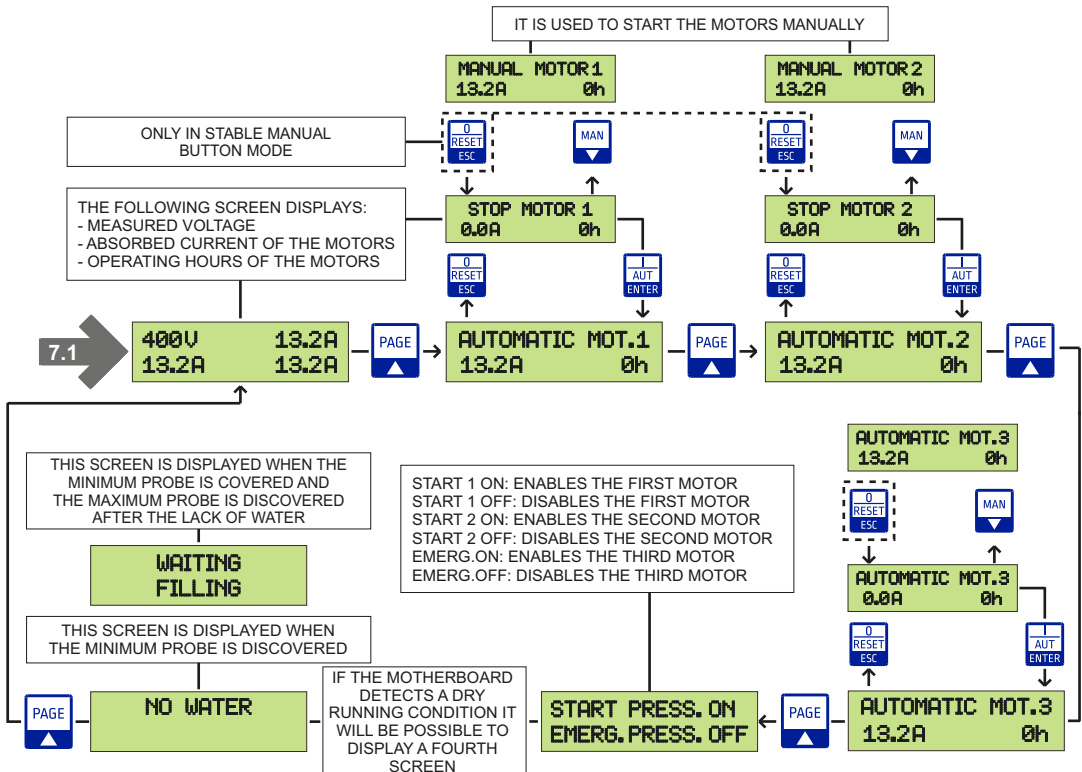 IT IS USED TO START THE MOTORS MANUALLY
MANUAL MOTOR1
13.2A 0h
MANUAL MOTOR2
13.2A 0h
ONLY IN STABLE MANUAL
BUTTON MODE
0
RESET
ESC
MAN
0
RESET
ESC
MAN
THE FOLLOWING SCREEN DISPLAYS:
- MEASURED VOLTAGE
- ABSORBED CURRENT OF THE MOTORS
- OPERATING HOURS OF THE MOTORS
STOP MOTOR 1
0.0A 0h
STOP MOTOR 2
0.0A 0h
0
RESET
ESC
I
AUT
ENTER
0
RESET
ESC
I
AUT
ENTER
7.1
400V 13.2A
13.2A 13.2A
PAGE
AUTOMATIC MOT.1
13.2A 0h
PAGE
AUTOMATIC MOT.2
13.2A 0h
PAGE
THIS SCREEN IS DISPLAYED WHEN THE
MINIMUM PROBE IS COVERED AND
THE MAXIMUM PROBE IS DISCOVERED
AFTER THE LACK OF WATER
WAITING
FILLING
THIS SCREEN IS DISPLAYED WHEN
THE MINIMUM PROBE IS DISCOVERED
START 1 ON: ENABLES THE FIRST MOTOR
START 1 OFF: DISABLES THE FIRST MOTOR
START 2 ON: ENABLES THE SECOND MOTOR
START 2 OFF: DISABLES THE SECOND MOTOR
EMERG.ON: ENABLES THE THIRD MOTOR
EMERG.OFF: DISABLES THE THIRD MOTOR
AUTOMATIC MOT.3
13.2A 0h
0
RESET
ESC
MAN
AUTOMATIC MOT.3
0.0A 0h
0
RESET
ESC
I
AUT
ENTER
PAGE
NO WATER
IF THE MOTHERBOARD
DETECTS A DRY
RUNNING CONDITION IT
WILL BE POSSIBLE TO
DISPLAY A FOURTH
SCREEN
START PRESS. ON
EMERG.PRESS. OFF
PAGE
AUTOMATIC MOT.3
13.2A 0h